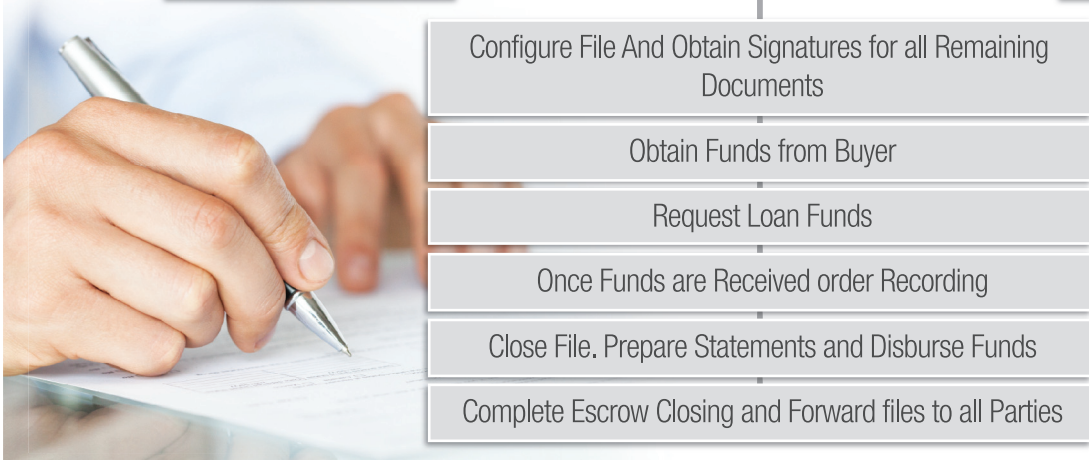 Configure File And Obtain Signatures for all Remaining
Documents
Obtain Funds from Buyer
Request Loan Funds
Once Funds are Received order Recording
Close File. Prepare Statements and Disburse Funds
Complete Escrow Closing and Forward files to all Parties